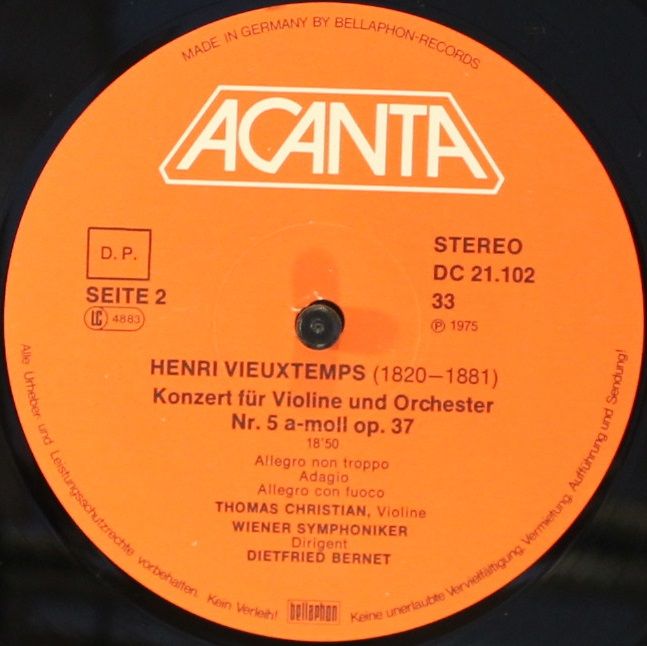 MADE IN GERMANY BY BELLAPHON-RECORDS
ACANTA
D. P.
SEITE 2
LC 4883
STEREO
DC 21.102
33
℗ 1975
HENRI VIEUXTEMPS (1820—1881)
Konzert für Violine und Orchester
Nr. 5 a-moll op. 37
18'50
Allegro non troppo
Adagio
Allegro con fuoco
THOMAS CHRISTIAN, Violine
WIENER SYMPHONIKER
Dirigent
DIETFRIED BERNET
Alle Urheber- und Leistungsschutzrechte vorbehalten. Kein Verleih! bellaphon Keine unerlaubte Vervielfältigung, Vermietung, Aufführung und Sendung!